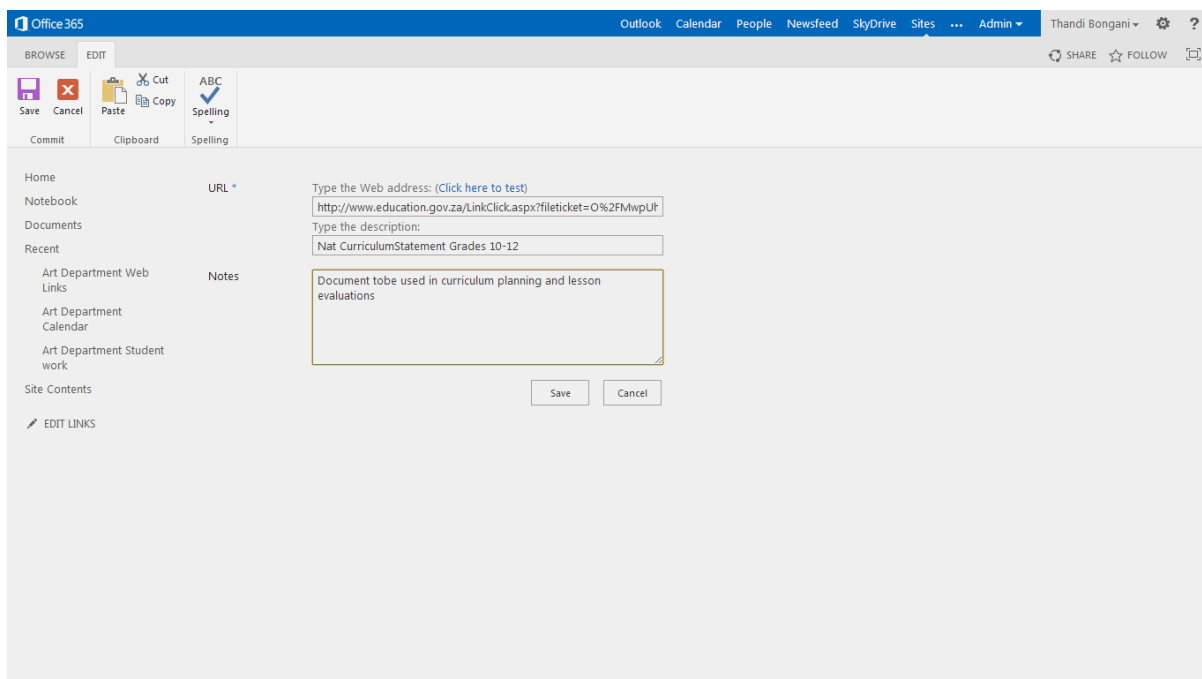 Office 365 Outlook Calendar People Newsfeed SkyDrive Sites ... Admin Thandi Bongani ?
BROWSE EDIT SHARE FOLLOW
Save Cancel Paste Cut Copy ABC Spelling
Commit Clipboard Spelling
Home
Notebook
Documents
Recent
Art Department Web
Links
Art Department
Calendar
Art Department Student
work
Site Contents
EDIT LINKS
URL *
Type the Web address: (Click here to test)
http://www.education.gov.za/LinkClick.aspx?fileticket=O%2FMwpUh
Type the description:
Nat CurriculumStatement Grades 10-12
Notes
Document tobe used in curriculum planning and lesson
evaluations
Save Cancel